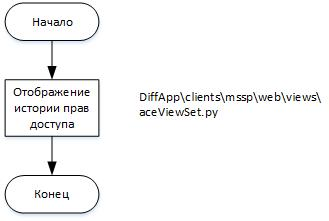 Начало
Отображение
истории прав
доступа
DiffApp\clients\mssp\web\views\
aceViewSet.py
Конец